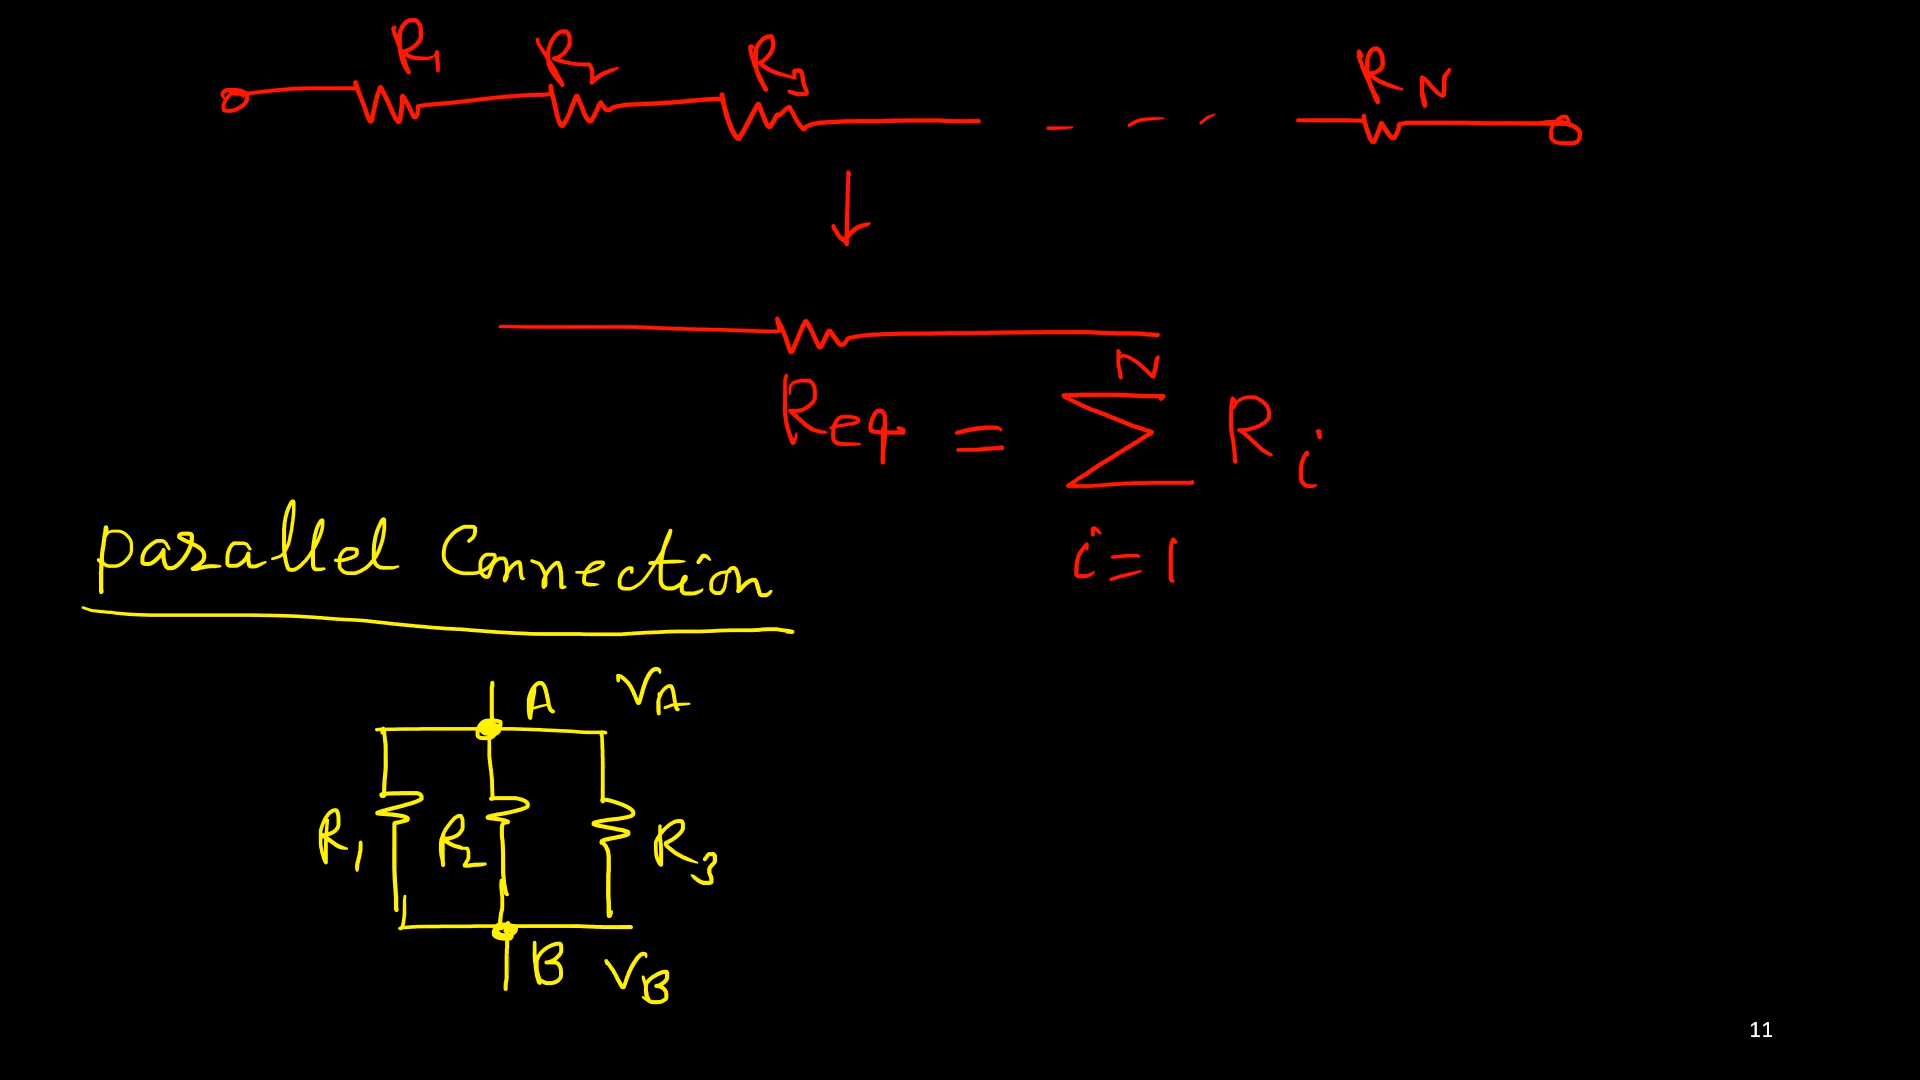 R1 R2 R3 RN
Req = N∑i=1 Ri
parallel Connection
A VA
R1 R2 R3
B VB
11